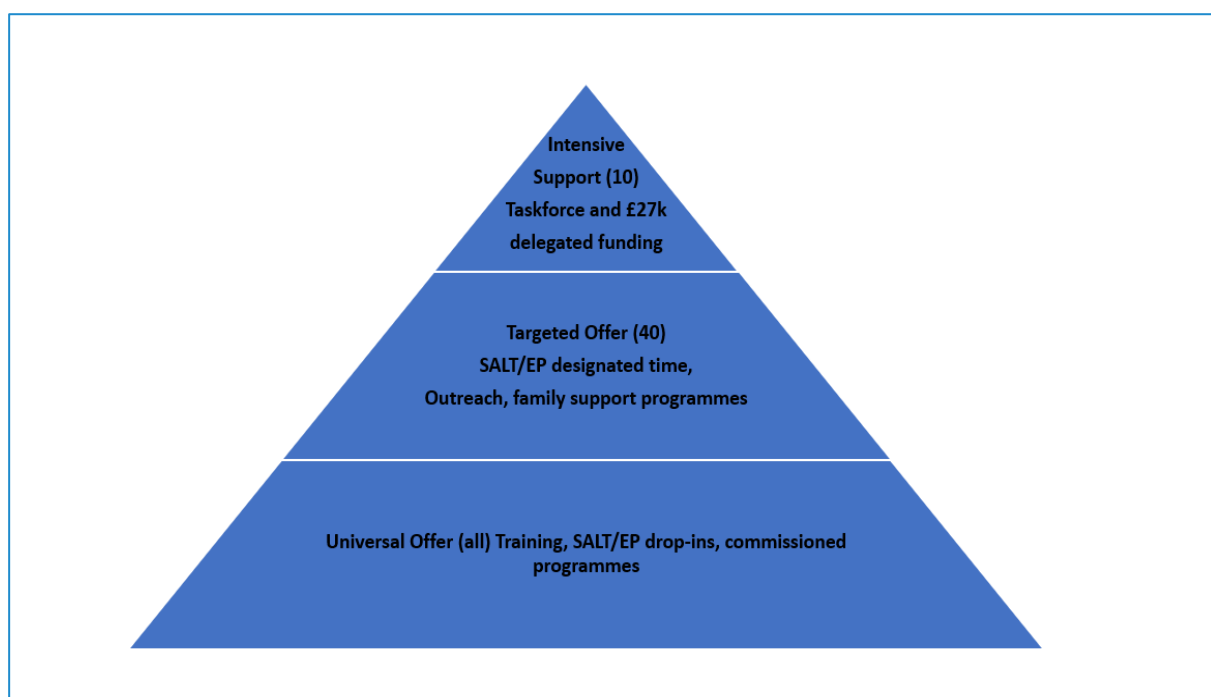 Intensive
Support (10)
Taskforce and £27k
delegated funding
Targeted Offer (40)
SALT/EP designated time,
Outreach, family support programmes
Universal Offer (all) Training, SALT/EP drop-ins, commissioned
programmes